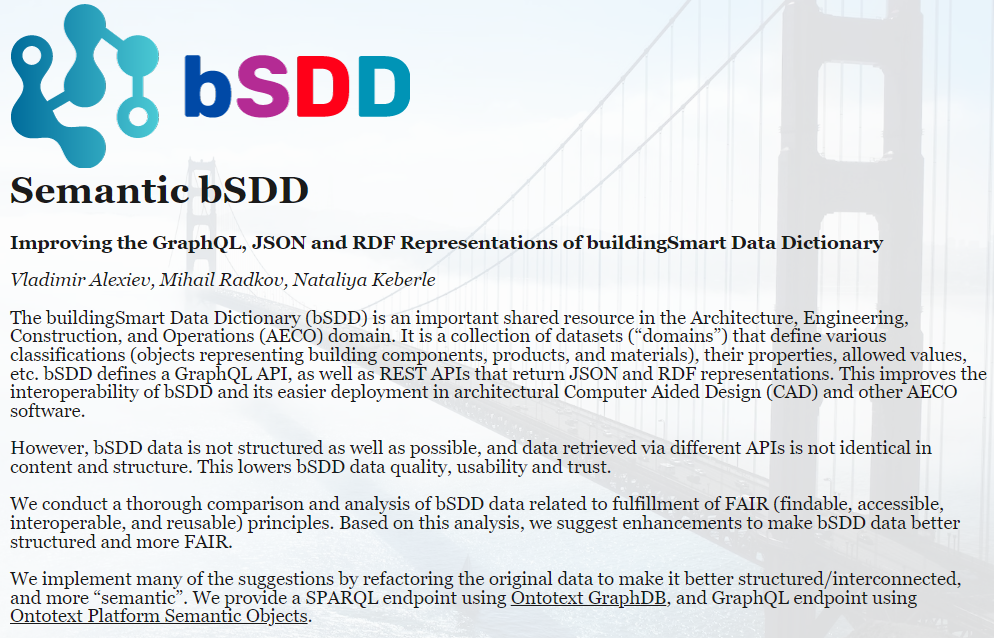 bSDD
Semantic bSDD
Improving the GraphQL, JSON and RDF Representations of buildingSmart Data Dictionary
Vladimir Alexiev, Mihail Radkov, Nataliya Keberle
The buildingSmart Data Dictionary (bSDD) is an important shared resource in the Architecture, Engineering,
Construction, and Operations (AECO) domain. It is a collection of datasets (“domains”) that define various
classifications (objects representing building components, products, and materials), their properties, allowed values,
etc. bSDD defines a GraphQL API, as well as REST APIs that return JSON and RDF representations. This improves the
interoperability of bSDD and its easier deployment in architectural Computer Aided Design (CAD) and other AECO
software.
However, bSDD data is not structured as well as possible, and data retrieved via different APIs is not identical in
content and structure. This lowers bSDD data quality, usability and trust.
We conduct a thorough comparison and analysis of bSDD data related to fulfillment of FAIR (findable, accessible,
interoperable, and reusable) principles. Based on this analysis, we suggest enhancements to make bSDD data better
structured and more FAIR.
We implement many of the suggestions by refactoring the original data to make it better structured/interconnected,
and more “semantic”. We provide a SPARQL endpoint using Ontotext GraphDB, and GraphQL endpoint using
Ontotext Platform Semantic Objects.